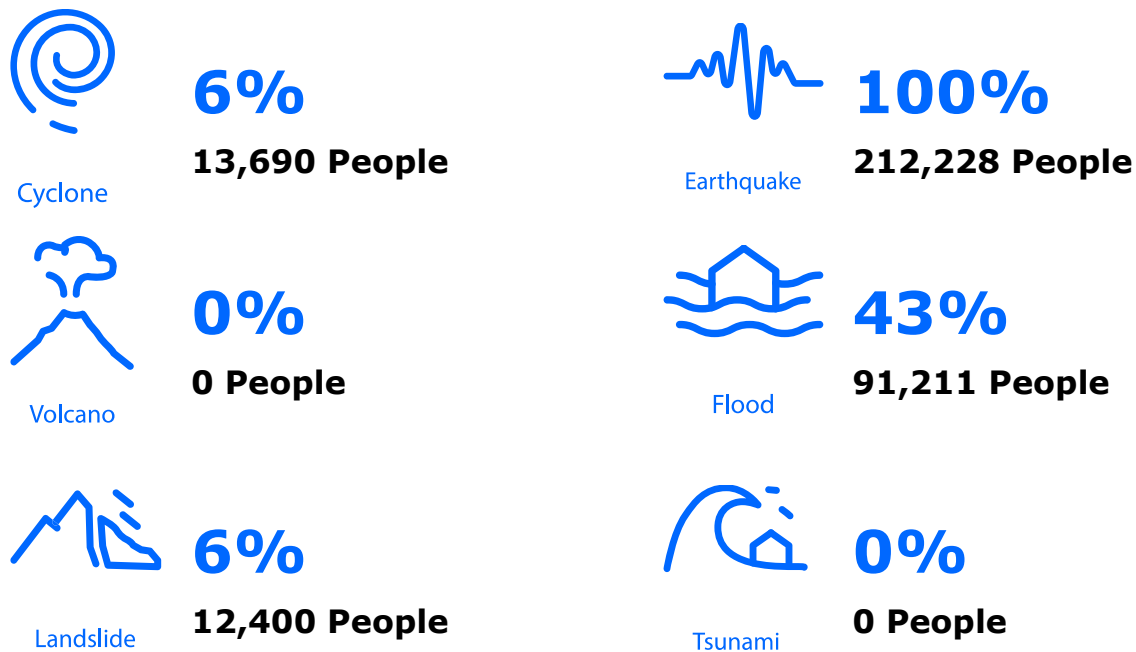 6%
13,690 People
Cyclone
100%
212,228 People
Earthquake
0%
0 People
Volcano
43%
91,211 People
Flood
6%
12,400 People
Landslide
0%
0 People
Tsunami